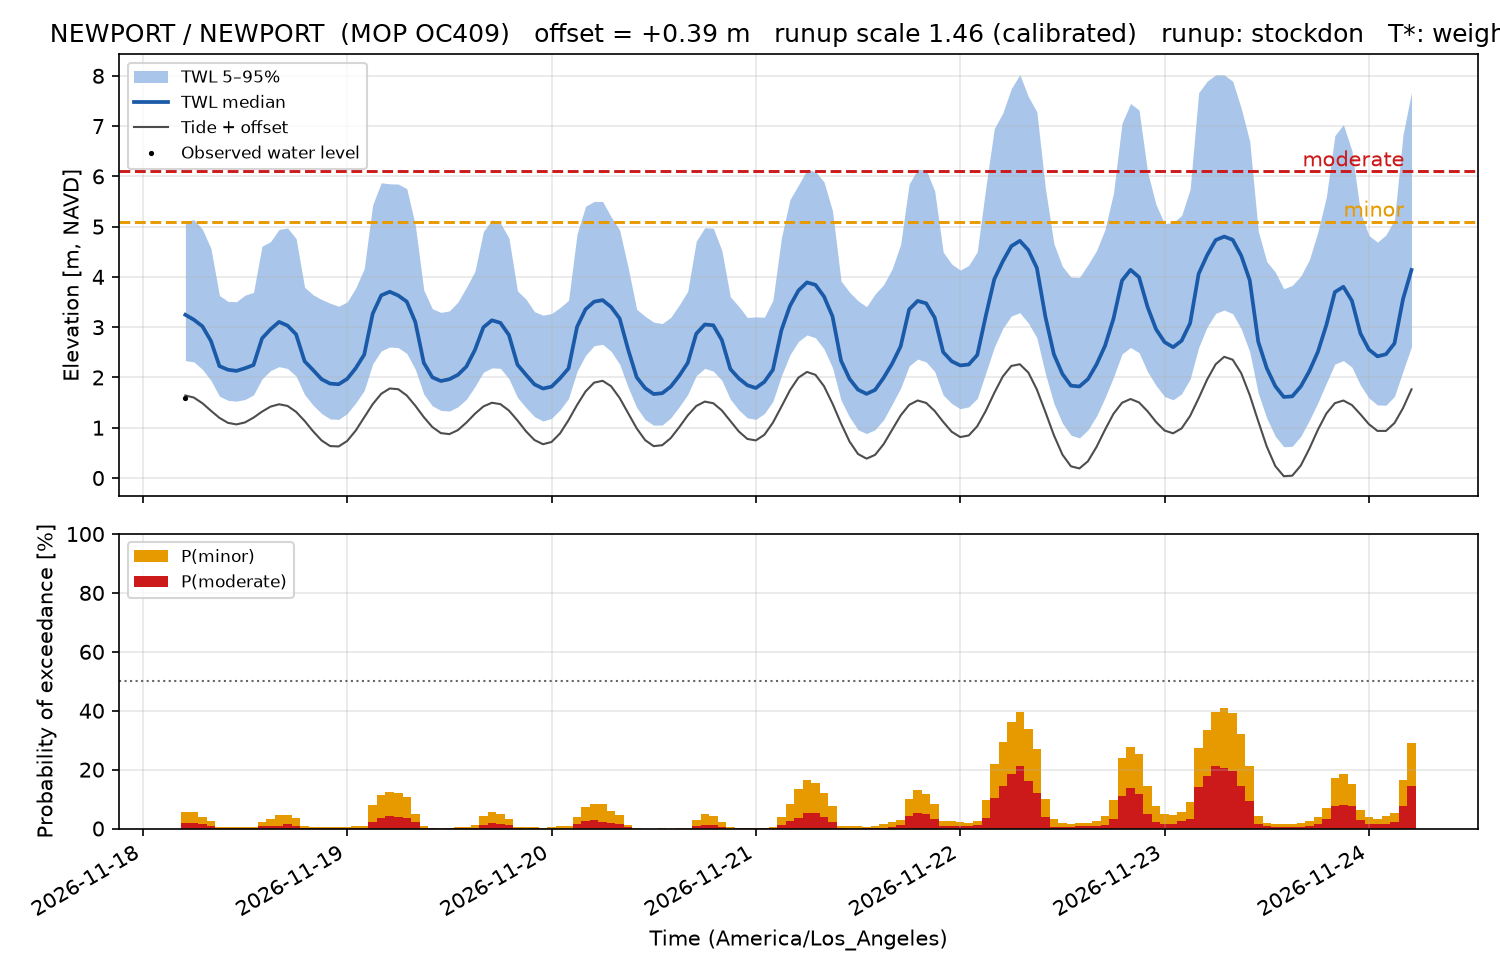 NEWPORT / NEWPORT (MOP OC409) offset = +0.39 m runup scale 1.46 (calibrated) runup: stockdon T*:
Elevation [m, NAVD]
8
7
6
5
4
3
2
1
0
TWL 5–95%
TWL median
Tide + offset
Observed water level
moderate
minor
Probability of exceedance [%]
100
80
60
40
20
0
P(minor)
P(moderate)
2026-11-18
2026-11-19
2026-11-20
2026-11-21
2026-11-22
2026-11-23
2026-11-24
Time (America/Los_Angeles)